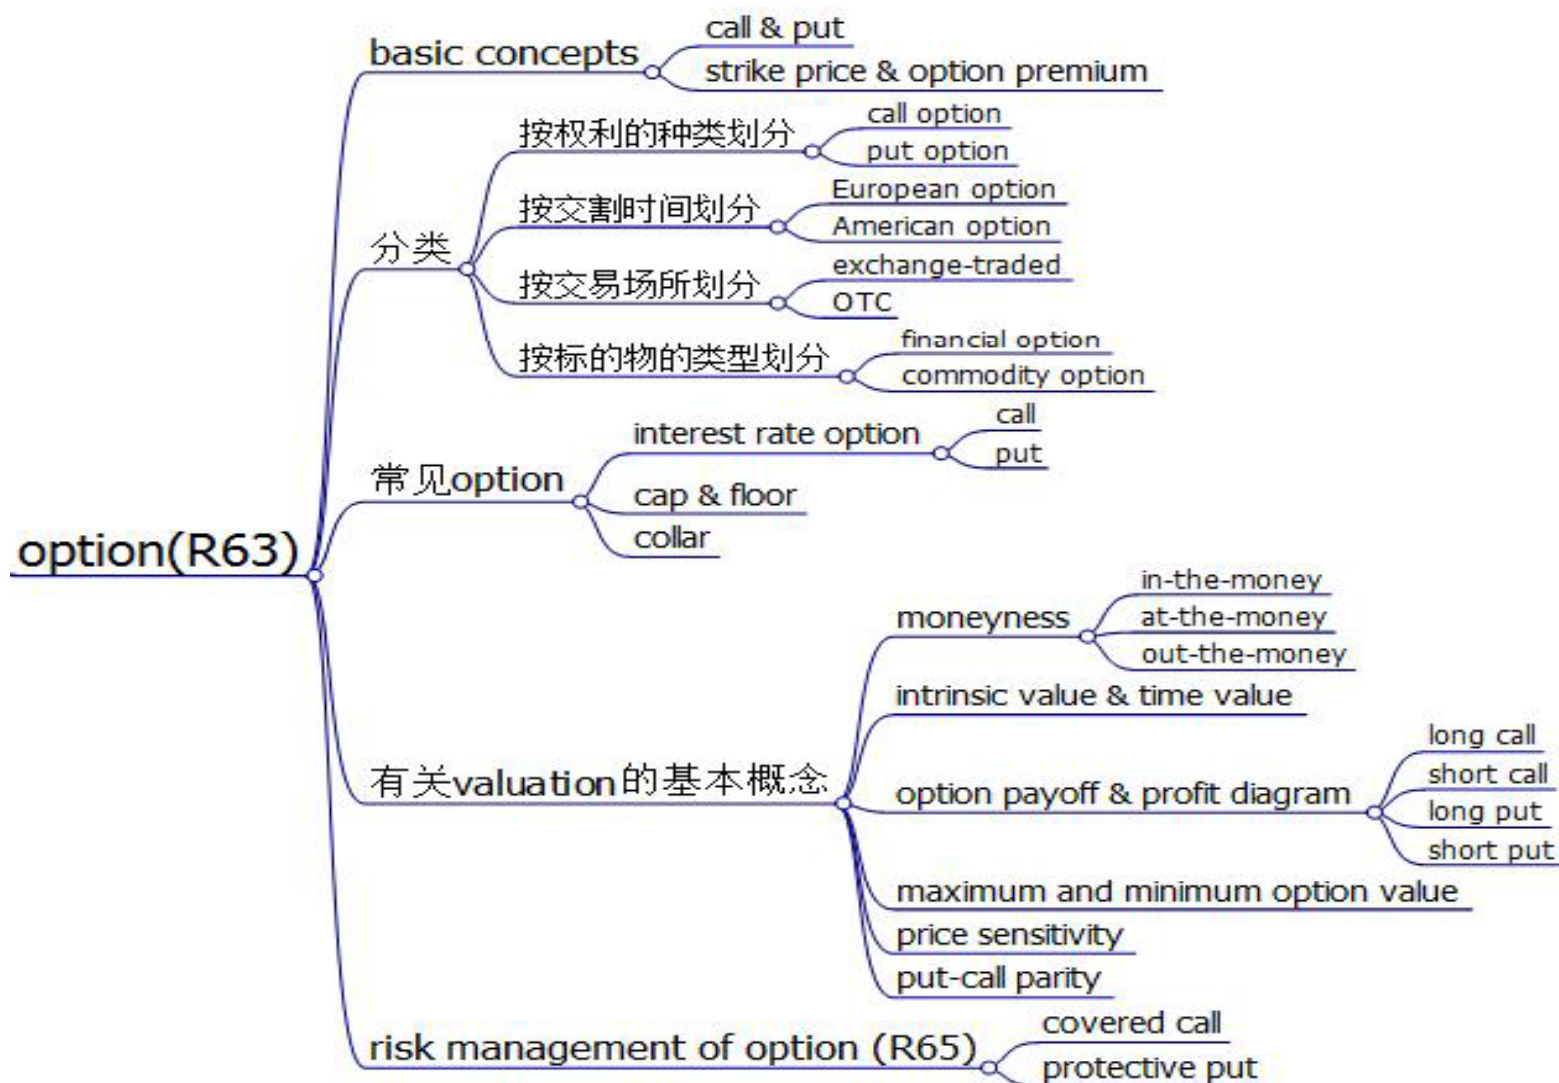 option(R63)
basic concepts
call & put
strike price & option premium
分类
按权利的种类划分
call option
put option
按交割时间划分
European option
American option
按交易场所划分
exchange-traded
OTC
按标的物的类型划分
financial option
commodity option
常见option
interest rate option
call
put
cap & floor
collar
有关valuation的基本概念
moneyness
in-the-money
at-the-money
out-the-money
intrinsic value & time value
option payoff & profit diagram
long call
short call
long put
short put
maximum and minimum option value
price sensitivity
put-call parity
risk management of option (R65)
covered call
protective put